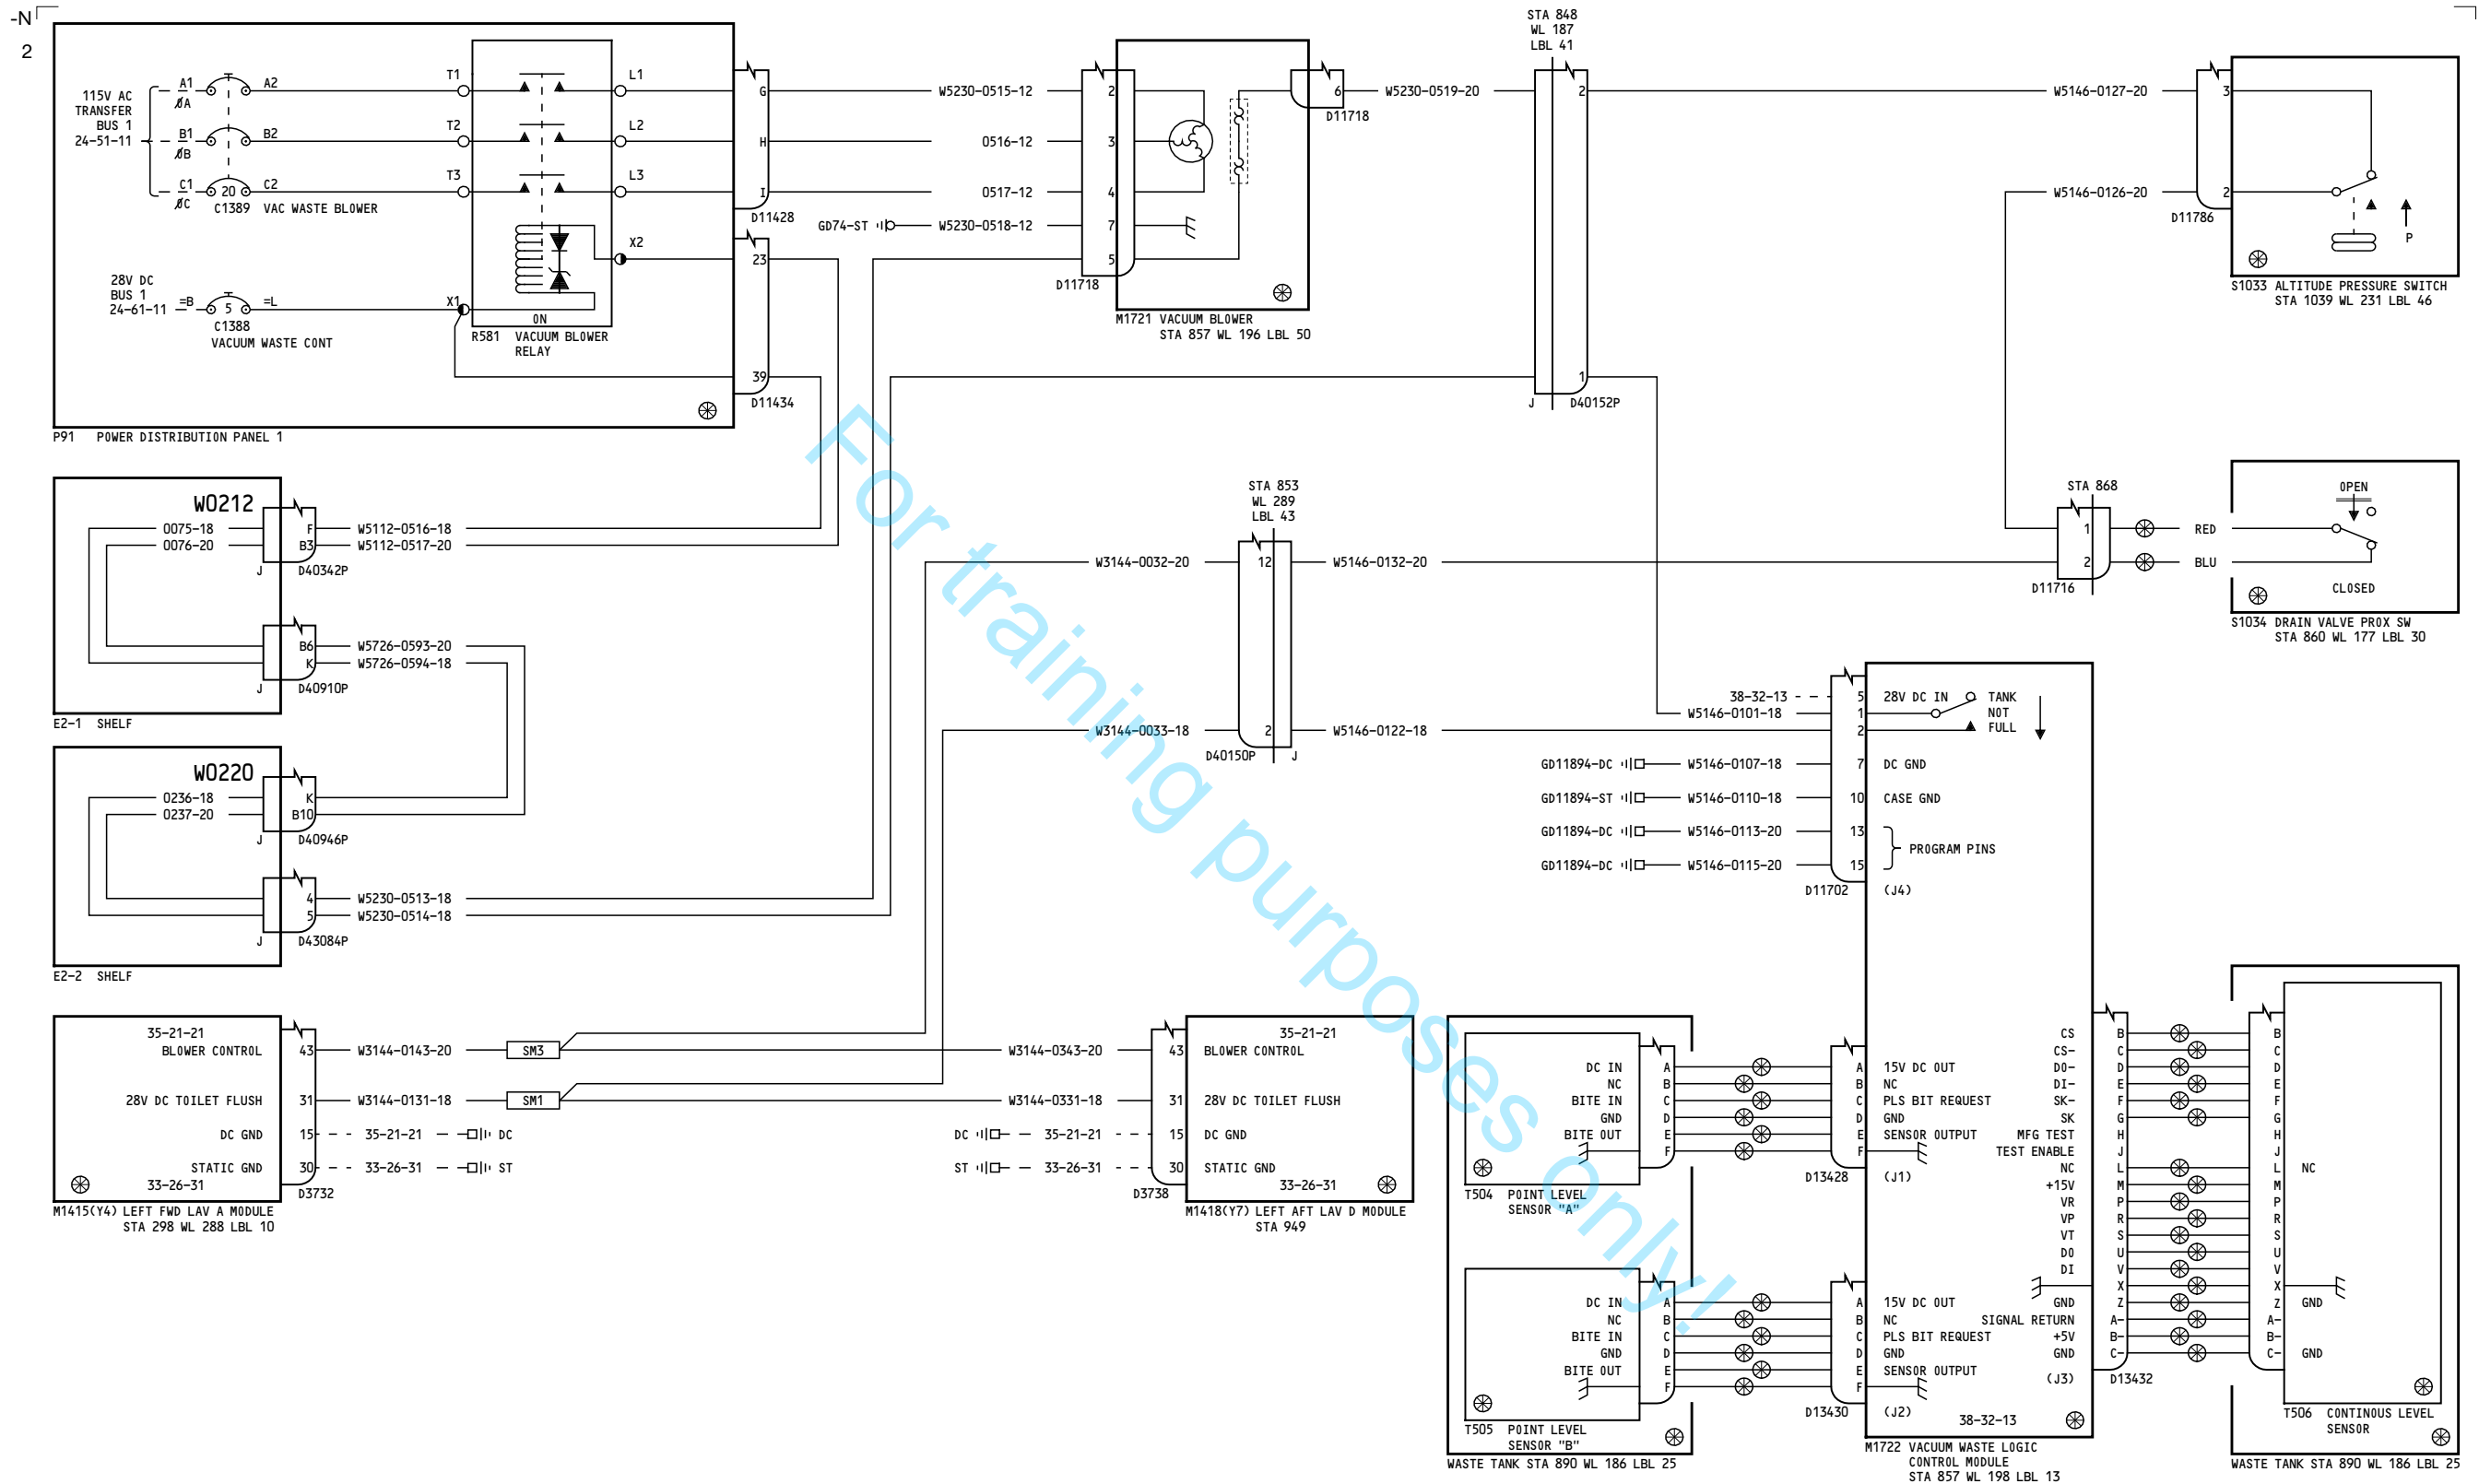 -N
2
115V AC
TRANSFER
BUS 1
24-51-11
A1
ØA
A2
B1
ØB
B2
C1
ØC
20
C2
C1389 VAC WASTE BLOWER
28V DC
BUS 1
24-61-11
=B
5
=L
C1388
VACUUM WASTE CONT
T1
T2
T3
X1
L1
L2
L3
X2
ON
R581 VACUUM BLOWER
RELAY
G
H
I
D11428
23
39
D11434
P91 POWER DISTRIBUTION PANEL 1
W5230-0515-12
0516-12
0517-12
GD74-ST
W5230-0518-12
2
3
4
7
5
D11718
6
D11718
M1721 VACUUM BLOWER
STA 857 WL 196 LBL 50
W5230-0519-20
STA 848
WL 187
LBL 41
2
1
J
D40152P
W5146-0127-20
W5146-0126-20
3
2
D11786
P
S1033 ALTITUDE PRESSURE SWITCH
STA 1039 WL 231 LBL 46
W0212
0075-18
0076-20
F
B3
J
D40342P
W5112-0516-18
W5112-0517-20
B6
K
J
D40910P
W5726-0593-20
W5726-0594-18
E2-1 SHELF
W0220
0236-18
0237-20
K
B10
J
D40946P
4
5
J
D43084P
W5230-0513-18
W5230-0514-18
E2-2 SHELF
STA 853
WL 289
LBL 43
W3144-0032-20
12
W5146-0132-20
W3144-0033-18
2
W5146-0122-18
D40150P
J
STA 868
1
2
D11716
RED
BLU
OPEN
CLOSED
S1034 DRAIN VALVE PROX SW
STA 860 WL 177 LBL 30
38-32-13
W5146-0101-18
5
1
2
28V DC IN
TANK
NOT
FULL
GD11894-DC
W5146-0107-18
7
DC GND
GD11894-ST
W5146-0110-18
10
CASE GND
GD11894-DC
W5146-0113-20
13
PROGRAM PINS
GD11894-DC
W5146-0115-20
15
D11702
(J4)
35-21-21
BLOWER CONTROL
43
W3144-0143-20
SM3
28V DC TOILET FLUSH
31
W3144-0131-18
SM1
DC GND
15
35-21-21
DC
STATIC GND
30
33-26-31
ST
33-26-31
D3732
M1415(Y4) LEFT FWD LAV A MODULE
STA 298 WL 288 LBL 10
W3144-0343-20
43
35-21-21
BLOWER CONTROL
W3144-0331-18
31
28V DC TOILET FLUSH
DC
35-21-21
15
DC GND
ST
33-26-31
30
STATIC GND
33-26-31
D3738
M1418(Y7) LEFT AFT LAV D MODULE
STA 949
DC IN
NC
BITE IN
GND
BITE OUT
A
B
C
D
E
F
T504 POINT LEVEL
SENSOR "A"
A
B
C
D
E
F
15V DC OUT
NC
PLS BIT REQUEST
GND
SENSOR OUTPUT
D13428
(J1)
DC IN
NC
BITE IN
GND
BITE OUT
A
B
C
D
E
F
T505 POINT LEVEL
SENSOR "B"
WASTE TANK STA 890 WL 186 LBL 25
A
B
C
D
E
F
15V DC OUT
NC
PLS BIT REQUEST
GND
SENSOR OUTPUT
D13430
(J2)
CS
CS-
DO-
DI-
SK-
SK
MFG TEST
TEST ENABLE
NC
+15V
VR
VP
VT
DO
DI
GND
SIGNAL RETURN
+5V
GND
(J3)
38-32-13
B
C
D
E
F
G
H
J
L
M
P
R
S
U
V
X
Z
A-
B-
C-
D13432
M1722 VACUUM WASTE LOGIC
CONTROL MODULE
STA 857 WL 198 LBL 13
B
C
D
E
F
G
H
J
L
M
P
R
S
U
V
X
Z
A-
B-
C-
NC
GND
GND
T506 CONTINOUS LEVEL
SENSOR
WASTE TANK STA 890 WL 186 LBL 25
For training purposes only!